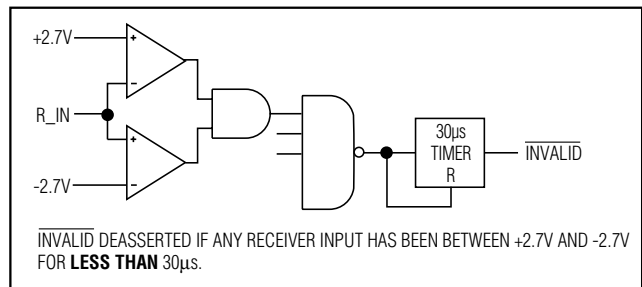 +2.7V
R_IN
-2.7V
+
-
+
-
30µs
TIMER
R
INVALID
INVALID DEASSERTED IF ANY RECEIVER INPUT HAS BEEN BETWEEN +2.7V AND -2.7V
FOR LESS THAN 30µs.